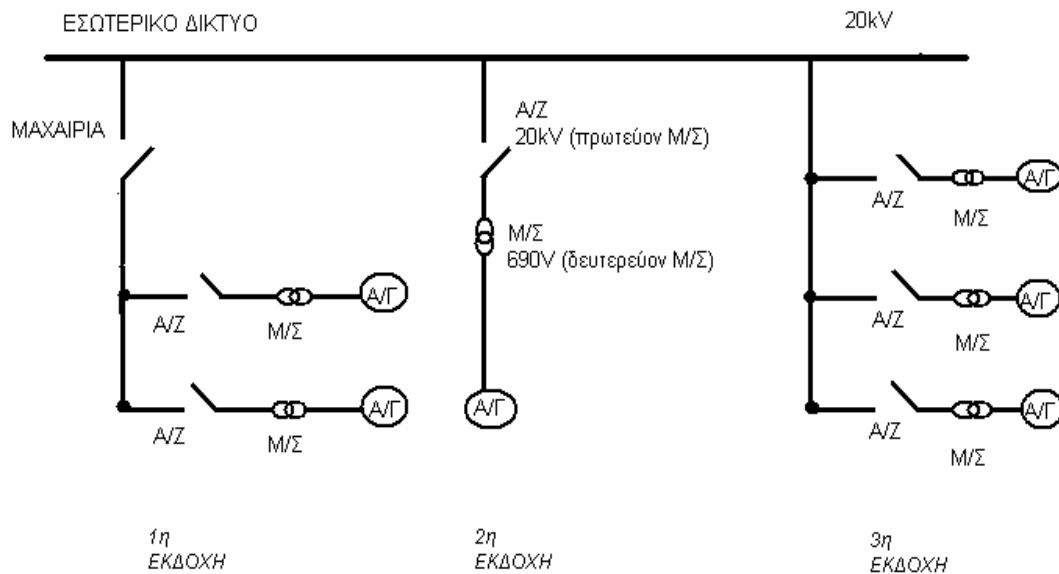 ΕΣΩΤΕΡΙΚΟ ΔΙΚΤΥΟ
20kV
ΜΑΧΑΙΡΙΑ
Α/Ζ
Μ/Σ
Α/Γ
Α/Ζ
Μ/Σ
Α/Γ
1η
ΕΚΔΟΧΗ
Α/Ζ
20kV (πρωτεύον Μ/Σ)
Μ/Σ
690V (δευτερεύον Μ/Σ)
Α/Γ
2η
ΕΚΔΟΧΗ
Α/Ζ
Μ/Σ
Α/Γ
Α/Ζ
Μ/Σ
Α/Γ
Α/Ζ
Μ/Σ
Α/Γ
3η
ΕΚΔΟΧΗ